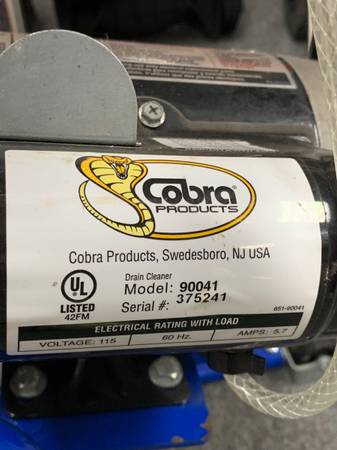 Cobra®
PRODUCTS
Cobra Products, Swedesboro, NJ USA
Drain Cleaner
Model: 90041
Serial #: 375241
UL
®
LISTED
42FM
651-90041
ELECTRICAL RATING WITH LOAD
VOLTAGE: 115 60 Hz. AMPS: 5.7